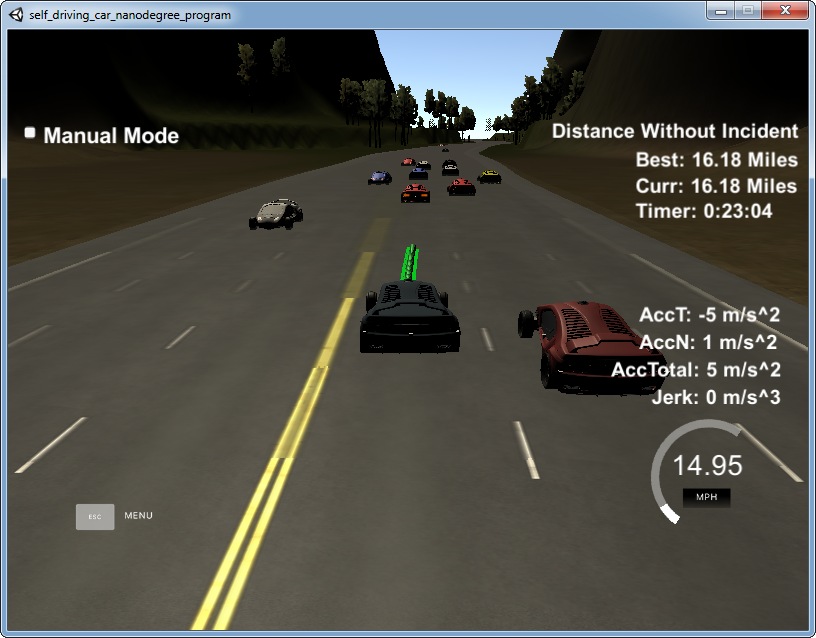 self_driving_car_nanodegree_program
Manual Mode
Distance Without Incident
Best: 16.18 Miles
Curr: 16.18 Miles
Timer: 0:23:04
AccT: -5 m/s^2
AccN: 1 m/s^2
AccTotal: 5 m/s^2
Jerk: 0 m/s^3
14.95
MPH
ESC MENU